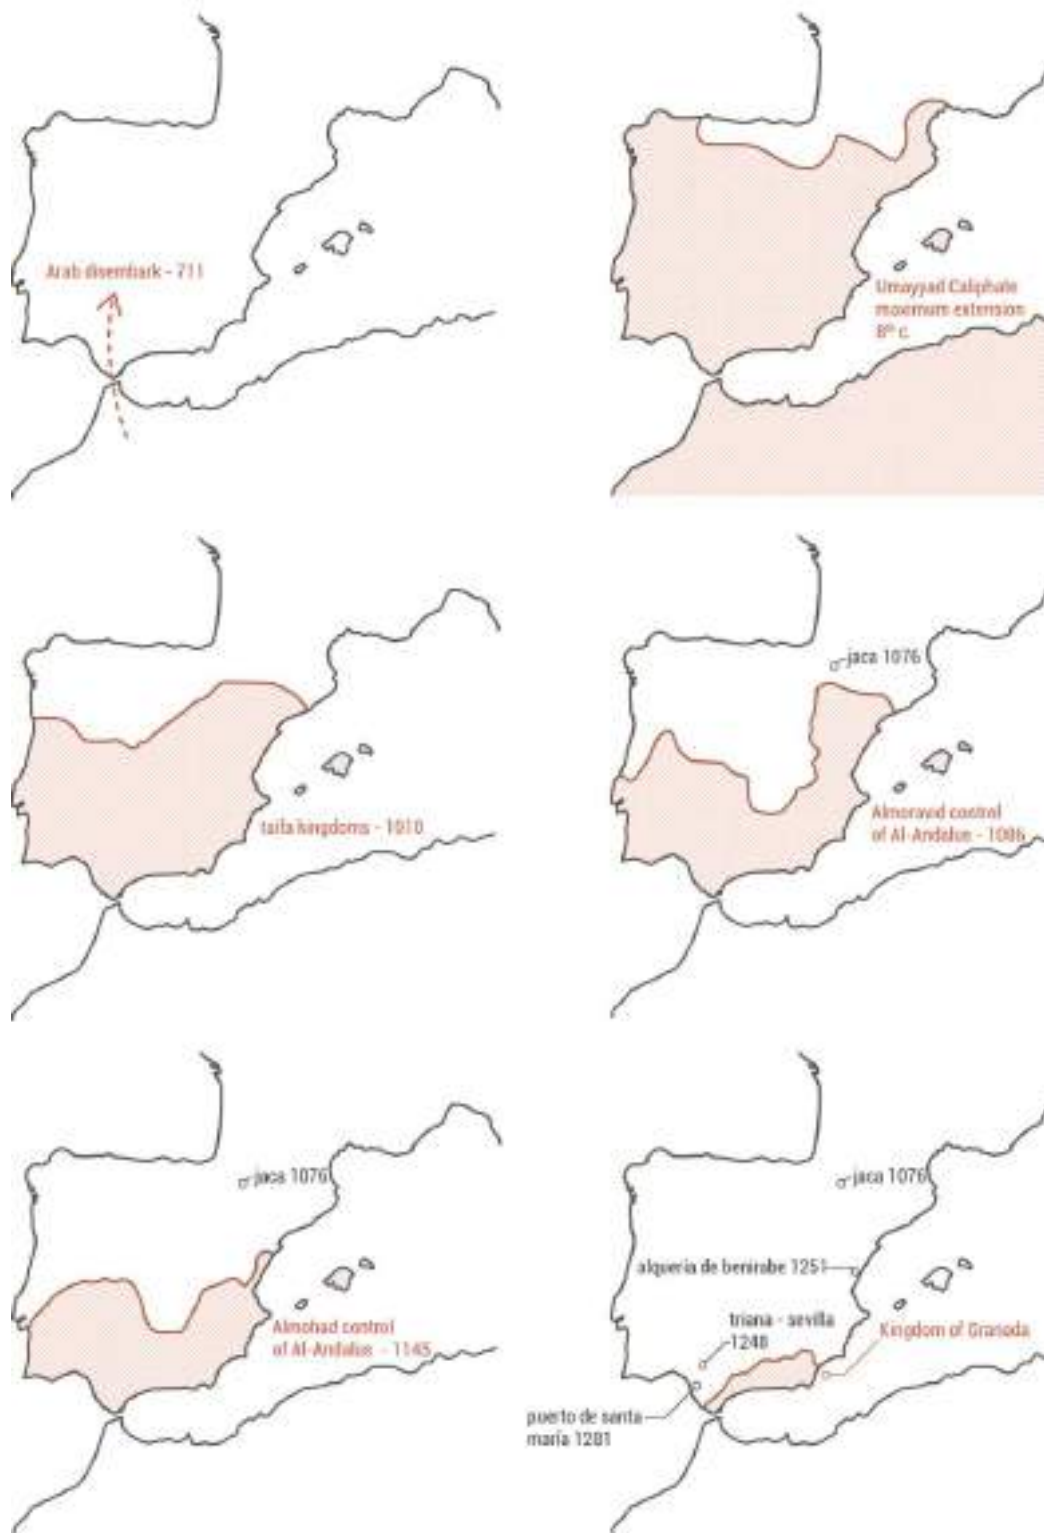 Arab disembark - 711
Umayyad Caliphate
maximum extension
8th c.
taifa kingdoms - 1010
jaca 1076
Almoravid control
of Al-Andalus - 1086
jaca 1076
Almohad control
of Al-Andalus - 1145
jaca 1076
alqueria de benirabe 1251
triana - sevilla
1248
Kingdom of Granada
puerto de santa
maría 1281